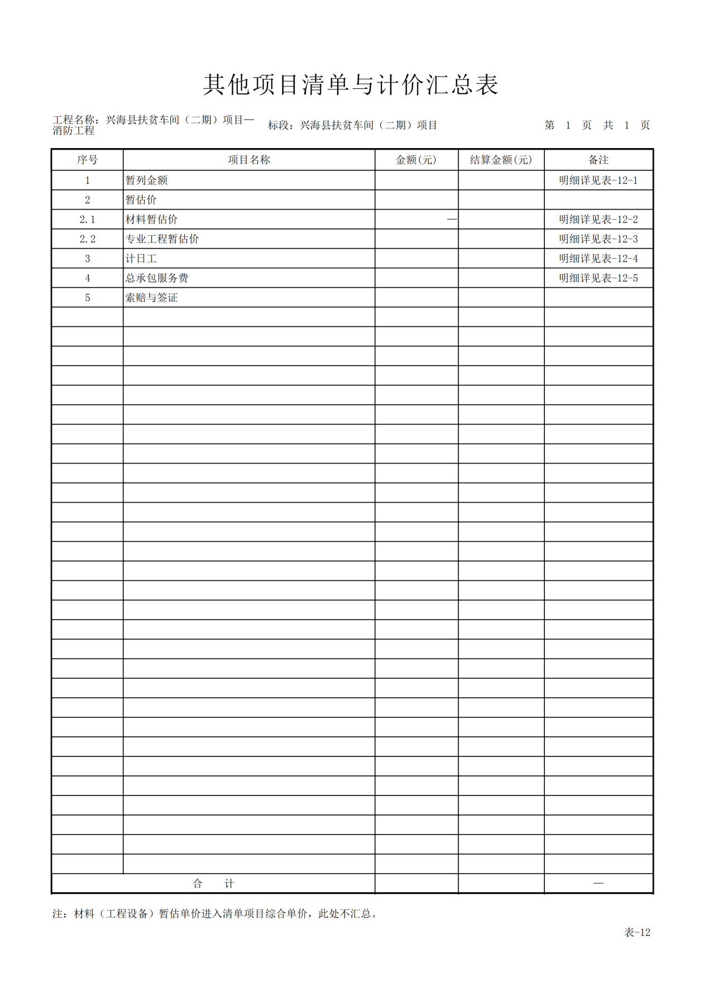 其他项目清单与计价汇总表
工程名称：兴海县扶贫车间（二期）项目—
消防工程
标段：兴海县扶贫车间（二期）项目
第 1 页 共 1 页
序号 项目名称 金额(元) 结算金额(元) 备注
1 暂列金额 明细详见表-12-1
2 暂估价
2.1 材料暂估价 — 明细详见表-12-2
2.2 专业工程暂估价 明细详见表-12-3
3 计日工 明细详见表-12-4
4 总承包服务费 明细详见表-12-5
5 索赔与签证
合 计 —
注：材料（工程设备）暂估单价进入清单项目综合单价，此处不汇总。
表-12